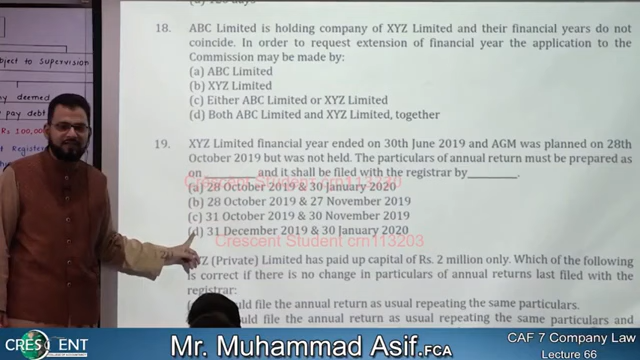 (d) 120 days
18. ABC Limited is holding company of XYZ Limited and their financial years do not
coincide. In order to request extension of financial year the application to the
Commission may be made by:
(a) ABC Limited
(b) XYZ Limited
(c) Either ABC Limited or XYZ Limited
(d) Both ABC Limited and XYZ Limited, together
19. XYZ Limited financial year ended on 30th June 2019 and AGM was planned on 28th
October 2019 but was not held. The particulars of annual return must be prepared as
and it shall be filed with the registrar by________.
(a) 28 October 2019 & 30 January 2020
(b) 28 October 2019 & 27 November 2019
(c) 31 October 2019 & 30 November 2019
(d) 31 December 2019 & 30 January 2020
Crescent Student crn113203
(Private) Limited has paid up capital of Rs. 2 million only. Which of the following
is correct if there is no change in particulars of annual returns last filed with the
registrar:
file the annual return as usual repeating the same particulars.
file the annual return as usual repeating the same particulars and
ject to supervision
deemed
pay debt
Rs 100,000
CRESCENT
Mr. Muhammad Asif.FCA
CAF 7 Company Law
Lecture 66